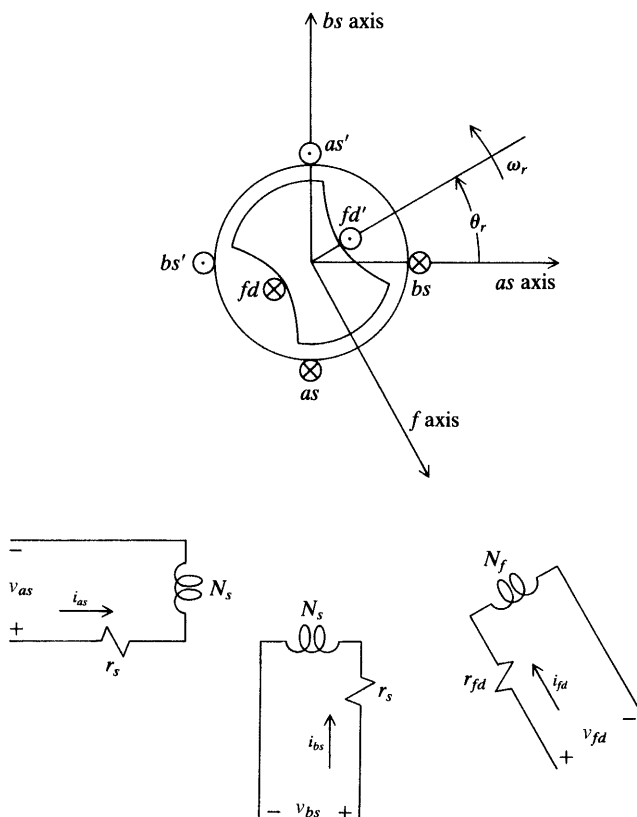 bs axis
as′
ω_r
fd′
θ_r
bs′
fd
bs
as axis
as
f axis
−
v_as
i_as
N_s
+
r_s
N_s
r_s
i_bs
− v_bs +
N_f
r_fd
i_fd
−
v_fd
+